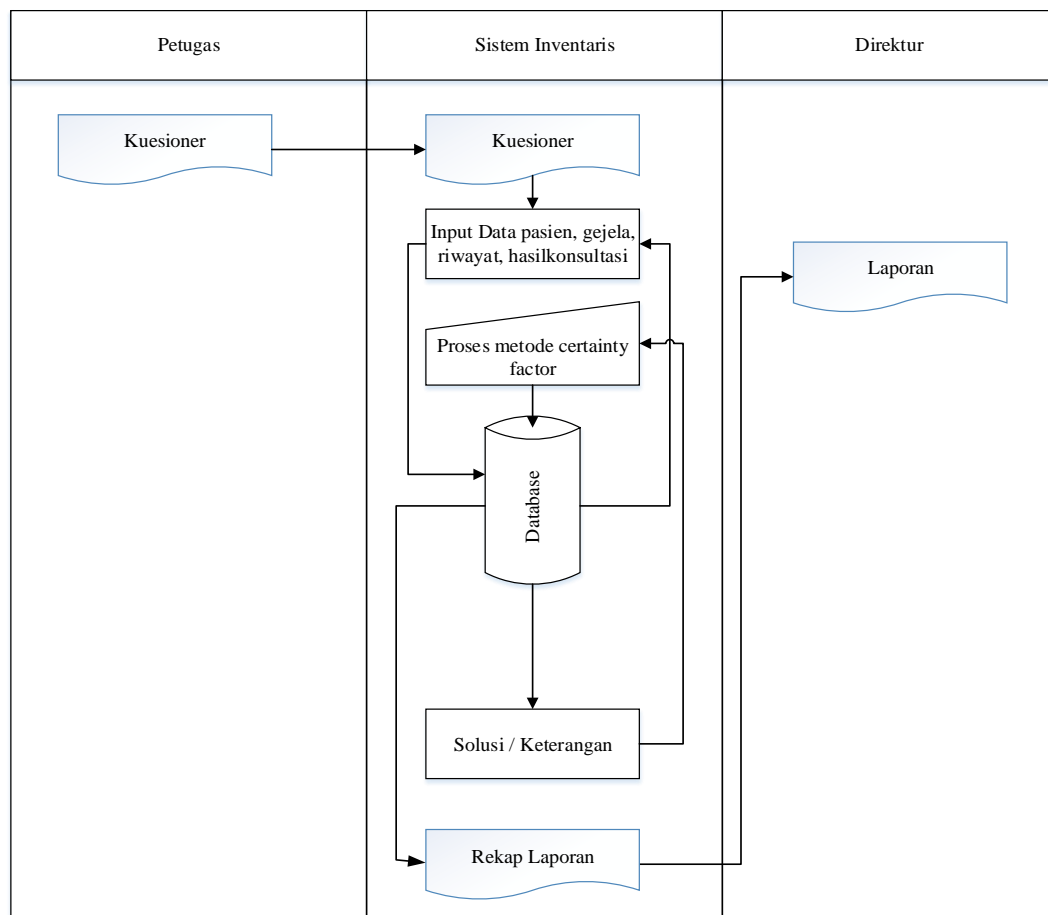 Petugas
Sistem Inventaris
Direktur
Kuesioner
Kuesioner
Input Data pasien, gejela,
riwayat, hasilkonsultasi
Laporan
Proses metode certainty
factor
Database
Solusi / Keterangan
Rekap Laporan